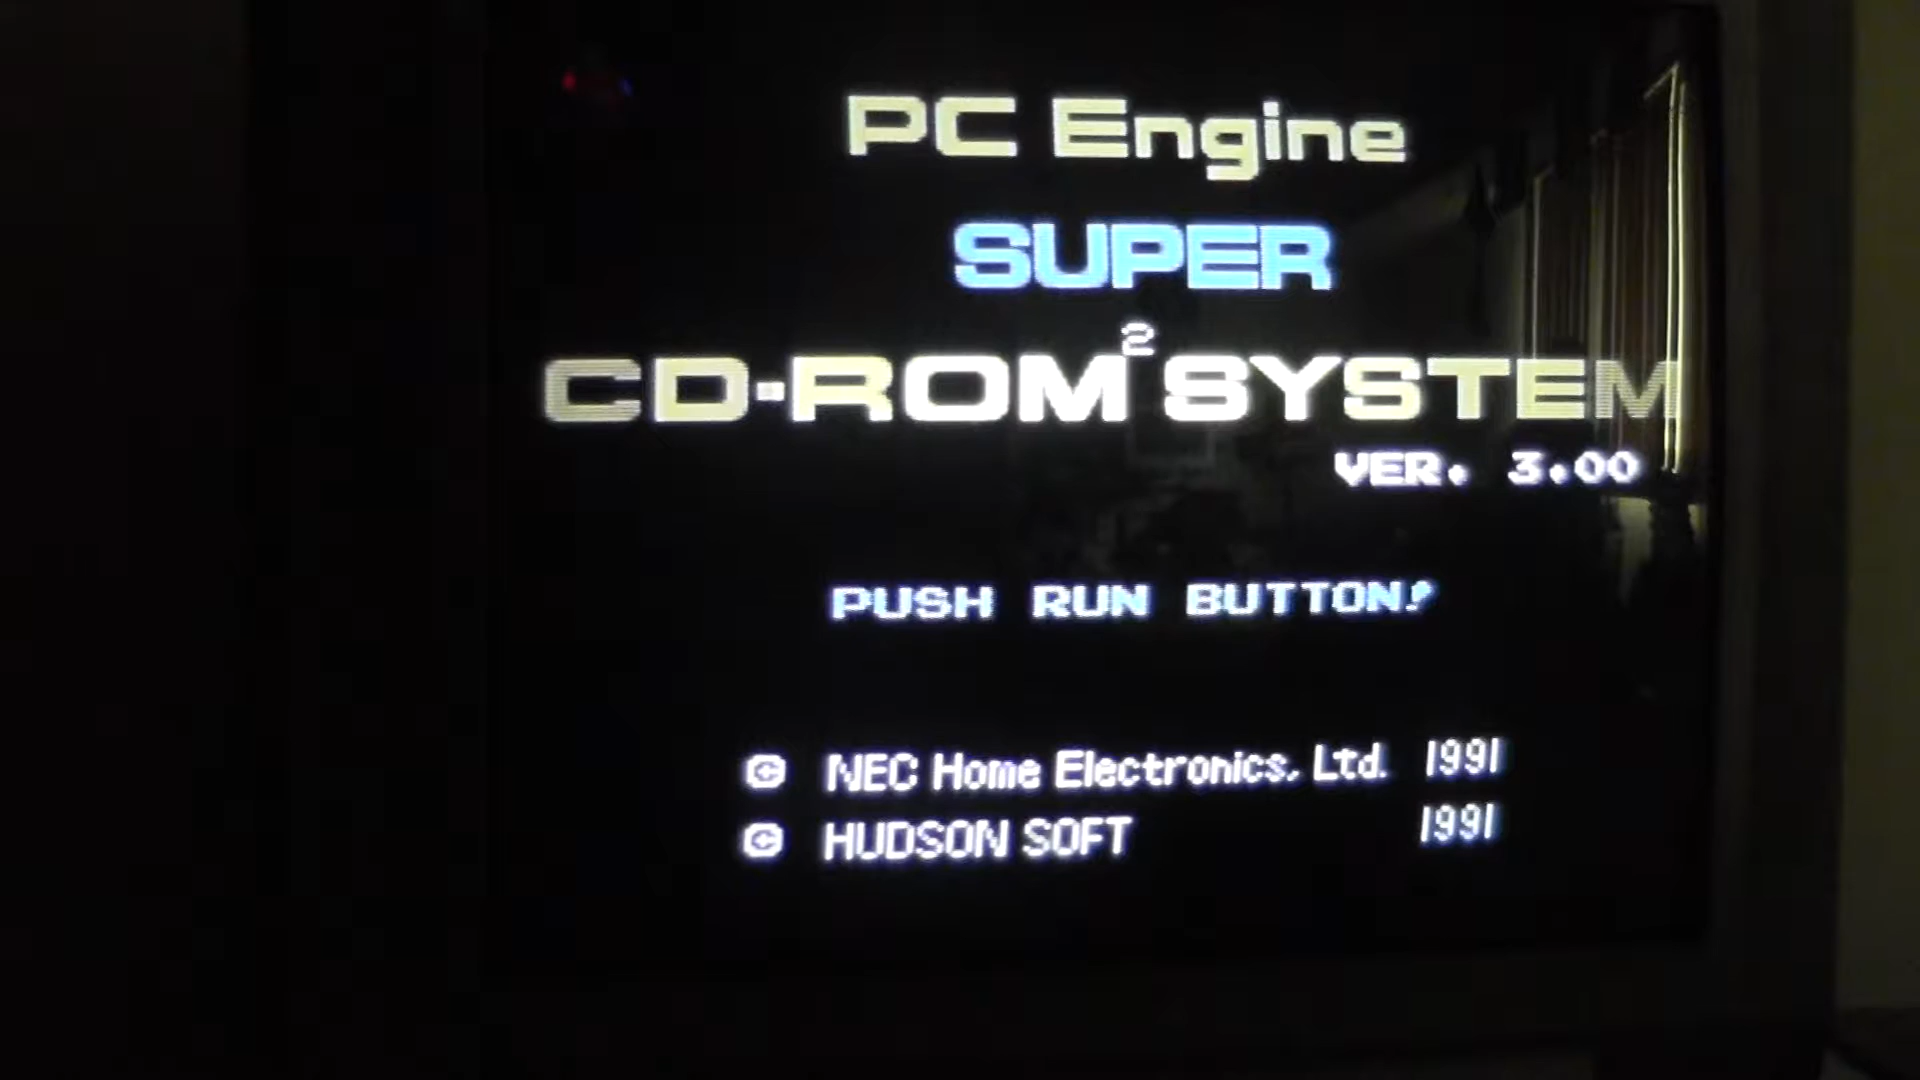 PC Engine
SUPER
CD-ROM² SYSTEM
VER. 3.00
PUSH RUN BUTTON!
© NEC Home Electronics, Ltd. 1991
© HUDSON SOFT 1991